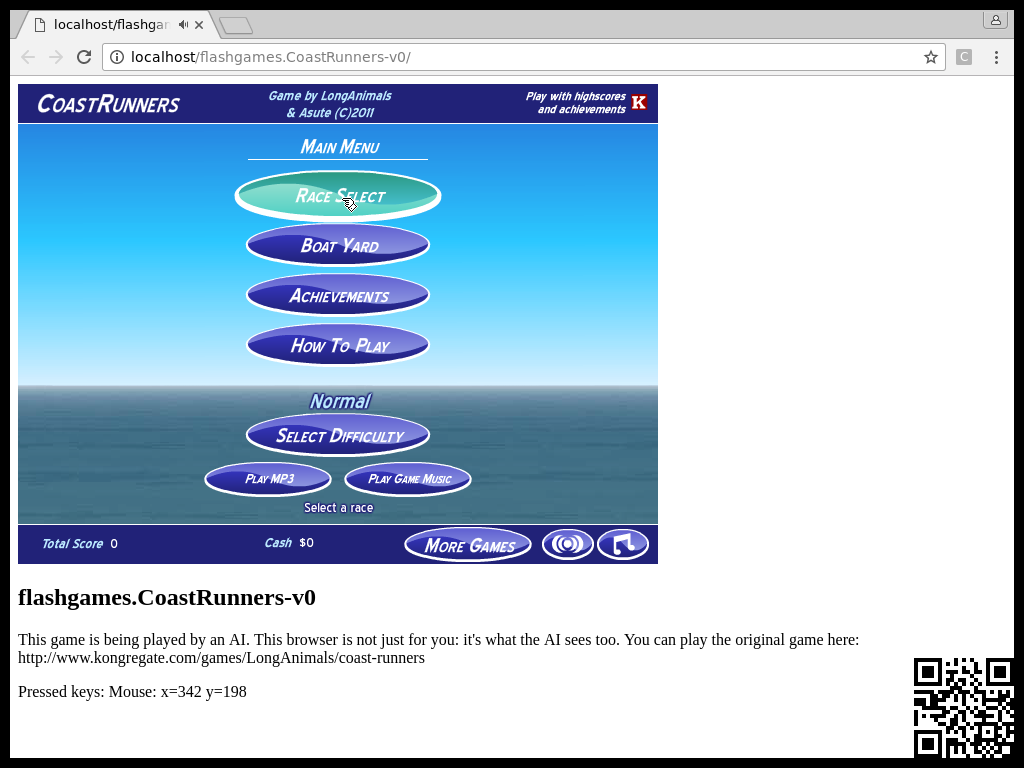 localhost/flashgar
localhost/flashgames.CoastRunners-v0/
C
CoastRunners
Game by LongAnimals
& Asute (C)2011
Play with highscores
and achievements
K
Main Menu
Race Select
Boat Yard
Achievements
How To Play
Normal
Select Difficulty
Play MP3
Play Game Music
Select a race
Total Score 0
Cash $0
More Games
flashgames.CoastRunners-v0
This game is being played by an AI. This browser is not just for you: it's what the AI sees too. You can play the original game here:
http://www.kongregate.com/games/LongAnimals/coast-runners
Pressed keys: Mouse: x=342 y=198